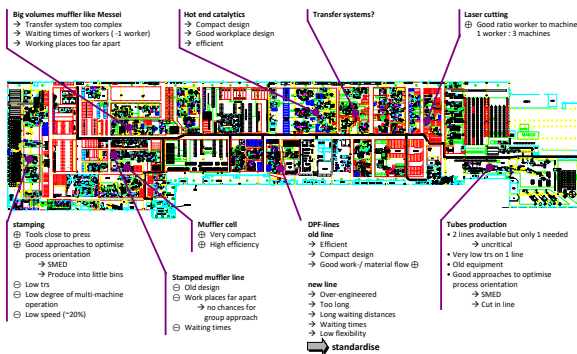 Big volumes muffler like Messei
→ Transfer system too complex
→ Waiting times of workers ( -1 worker)
→ Working places too far apart
Hot end catalytics
→ Compact design
→ Good workplace design
→ efficient
Transfer systems?
Laser cutting
⊕ Good ratio worker to machine
1 worker : 3 machines
stamping
⊕ Tools close to press
⊕ Good approaches to optimise
process orientation
→ SMED
→ Produce into little bins
⊖ Low trs
⊖ Low degree of multi-machine
operation
⊖ Low speed (~20%)
Stamped muffler line
⊖ Old design
⊖ Work places far apart
→ no chances for
group approach
⊖ Waiting times
Muffler cell
⊕ Very compact
⊕ High efficiency
DPF-lines
old line
→ Efficient
→ Compact design
→ Good work-/ material flow ⊕
new line
→ Over-engineered
→ Too long
→ Long waiting distances
→ Waiting times
→ Low flexibility
standardise
Tubes production
• 2 lines available but only 1 needed
→ uncritical
• Very low trs on 1 line
• Old equipment
• Good approaches to optimise
process orientation
→ SMED
→ Cut in line